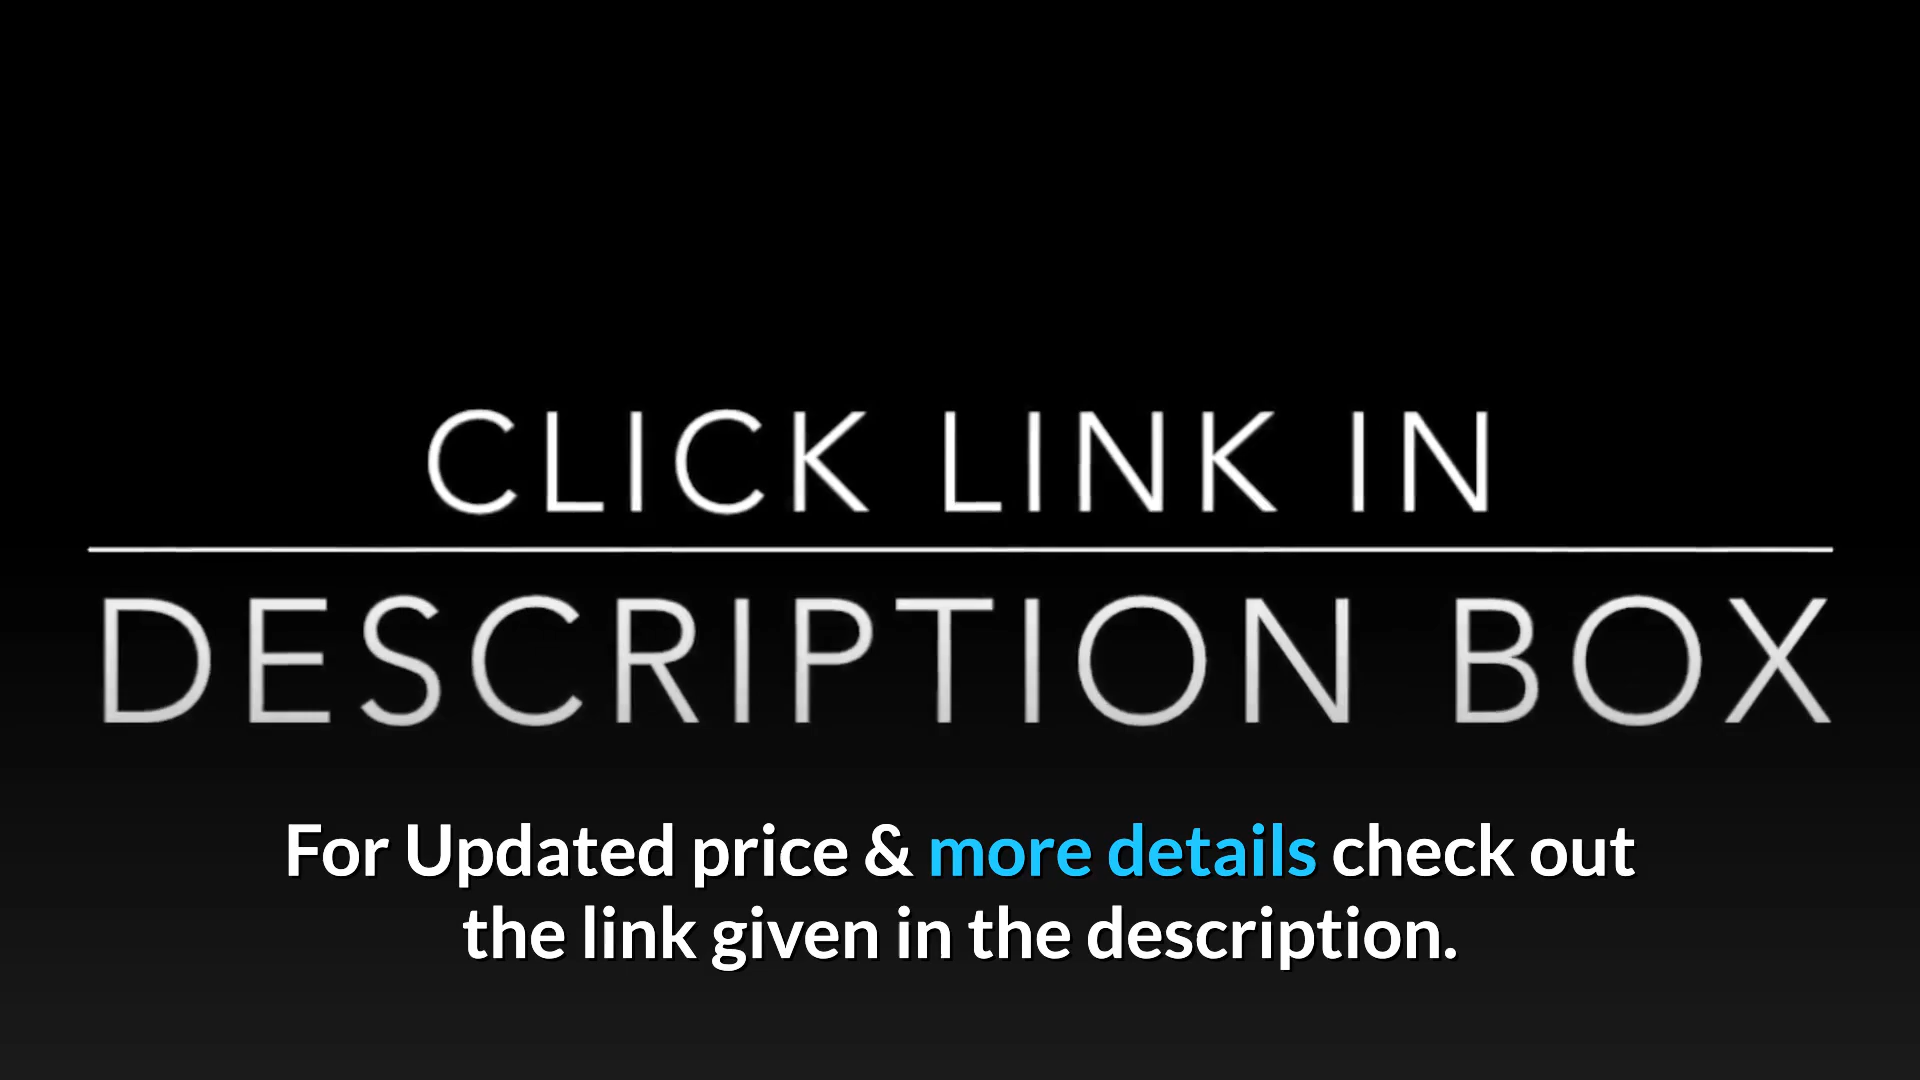 CLICK LINK IN
DESCRIPTION BOX
For Updated price & more details check out
the link given in the description.